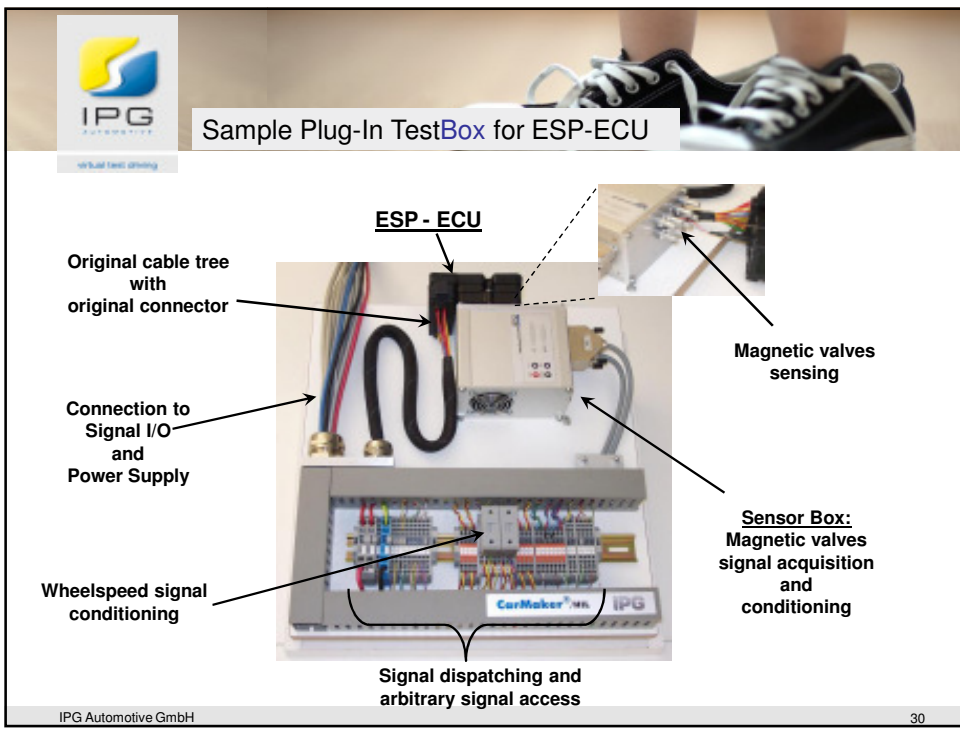 IPG
AUTOMOTIVE
virtual test driving
Sample Plug-In TestBox for ESP-ECU
ESP - ECU
Original cable tree
with
original connector
Magnetic valves
sensing
Connection to
Signal I/O
and
Power Supply
Sensor Box:
Magnetic valves
signal acquisition
and
conditioning
Wheelspeed signal
conditioning
CarMaker®/HIL IPG
Signal dispatching and
arbitrary signal access
IPG Automotive GmbH
30